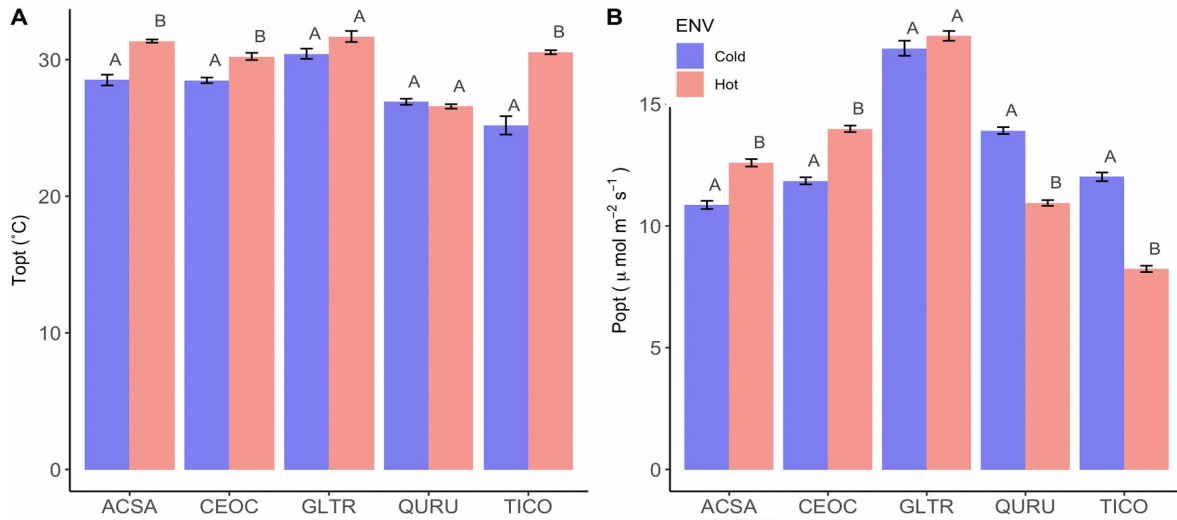 A
Topt (°C)
30
20
10
0
A
B
A
B
A
A
A
A
A
B
ACSA
CEOC
GLTR
QURU
TICO
B
ENV
Cold
Hot
Popt ( μ mol m⁻² s⁻¹)
15
10
5
0
A
B
A
B
A
A
A
B
A
B
ACSA
CEOC
GLTR
QURU
TICO